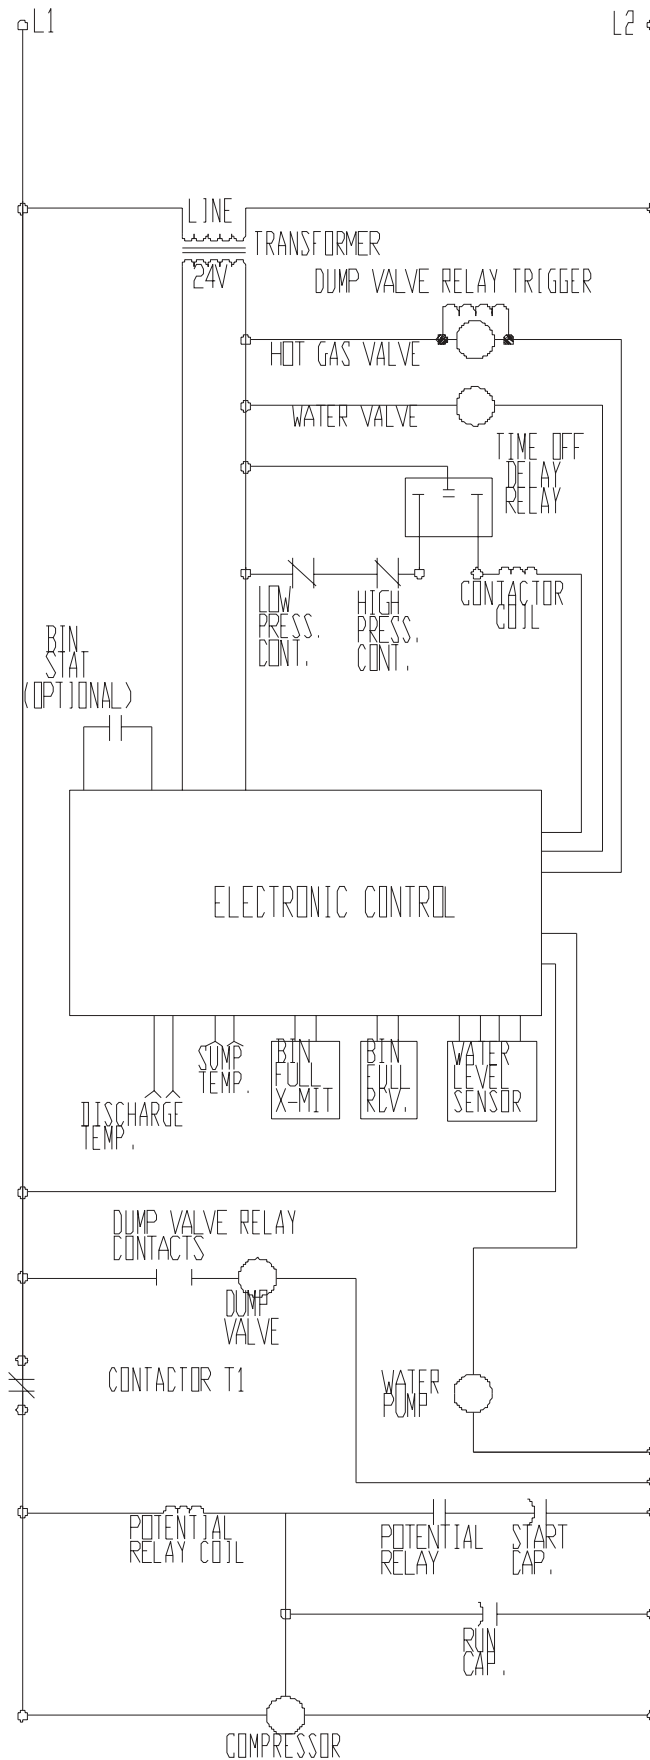 L1
L2
LINE
TRANSFORMER
24V
DUMP VALVE RELAY TRIGGER
HOT GAS VALVE
WATER VALVE
TIME OFF
DELAY
RELAY
LOW
PRESS.
CONT.
HIGH
PRESS.
CONT.
CONTACTOR
COIL
BIN
STAT
(OPTIONAL)
ELECTRONIC CONTROL
DISCHARGE
TEMP.
SUMP
TEMP.
BIN
FULL
X-MIT
BIN
FULL
RCV.
WATER
LEVEL
SENSOR
DUMP VALVE RELAY
CONTACTS
DUMP
VALVE
CONTACTOR T1
WATER
PUMP
POTENTIAL
RELAY COIL
POTENTIAL
RELAY
START
CAP.
RUN
CAP.
COMPRESSOR